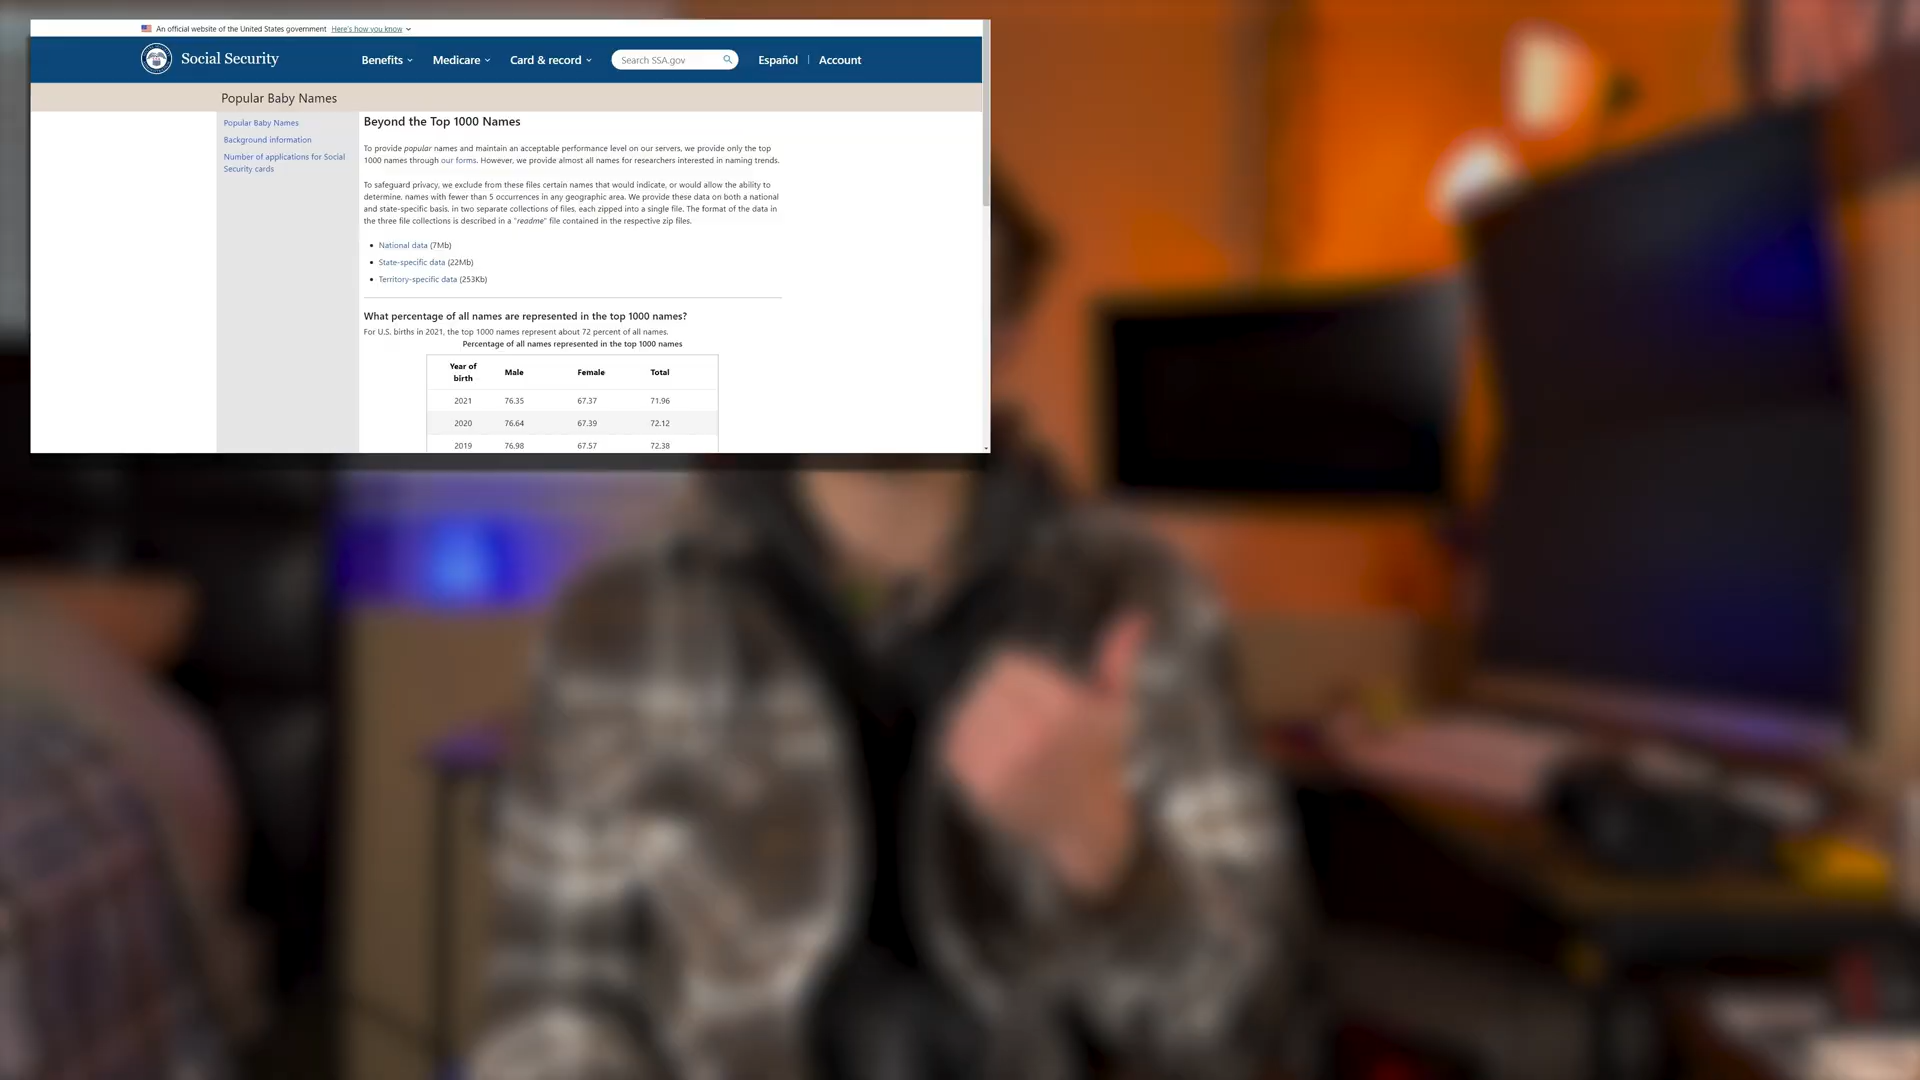 An official website of the United States government Here's how you know
Social Security
Benefits
Medicare
Card & record
Search SSA.gov
Español
Account
Popular Baby Names
Popular Baby Names
Background information
Number of applications for Social
Security cards
Beyond the Top 1000 Names
To provide popular names and maintain an acceptable performance level on our servers, we provide only the top
1000 names through our forms. However, we provide almost all names for researchers interested in naming trends.
To safeguard privacy, we exclude from these files certain names that would indicate, or would allow the ability to
determine, names with fewer than 5 occurrences in any geographic area. We provide these data on both a national
and state-specific basis, in two separate collections of files, each zipped into a single file. The format of the data in
the three file collections is described in a "readme" file contained in the respective zip files.
National data (7Mb)
State-specific data (22Mb)
Territory-specific data (253Kb)
What percentage of all names are represented in the top 1000 names?
For U.S. births in 2021, the top 1000 names represent about 72 percent of all names.
Percentage of all names represented in the top 1000 names
Year of
birth Male Female Total
2021 76.35 67.37 71.96
2020 76.64 67.39 72.12
2019 76.98 67.57 72.38